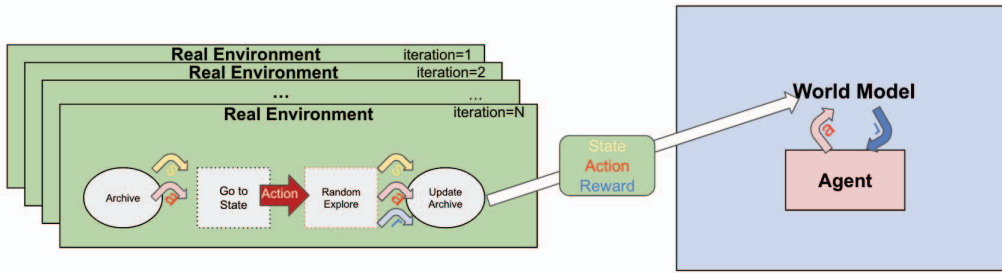 Real Environment
iteration=1
Real Environment
iteration=2
...
...
Real Environment
iteration=N
Archive
s
a
Go to
State
Action
Random
Explore
s
a
Update
Archive
State
Action
Reward
World Model
a
Agent